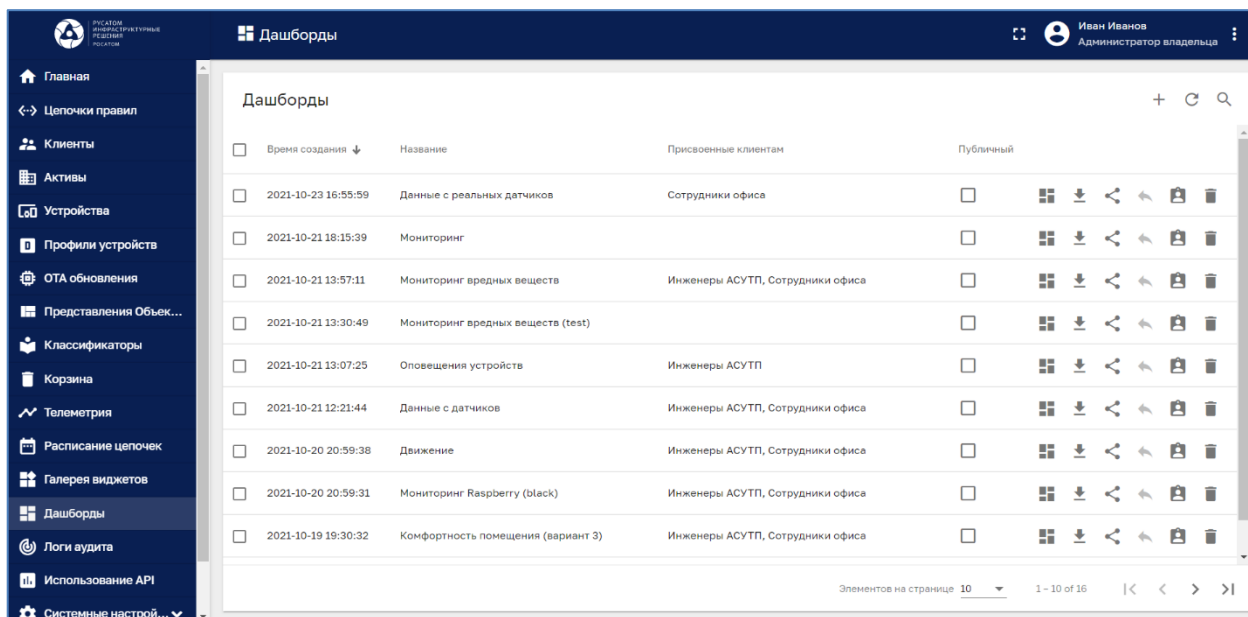 РУСАТОМ
ИНФРАСТРУКТУРНЫЕ
РЕШЕНИЯ
РОСАТОМ
Дашборды
Иван Иванов
Администратор владельца
Главная
Цепочки правил
Клиенты
Активы
Устройства
Профили устройств
ОТА обновления
Представления Объек...
Классификаторы
Корзина
Телеметрия
Расписание цепочек
Галерея виджетов
Дашборды
Логи аудита
Использование API
Системные настрой...
Дашборды
Время создания Название Присвоенные клиентам Публичный
2021-10-23 16:55:59 Данные с реальных датчиков Сотрудники офиса
2021-10-21 18:15:39 Мониторинг
2021-10-21 13:57:11 Мониторинг вредных веществ Инженеры АСУТП, Сотрудники офиса
2021-10-21 13:30:49 Мониторинг вредных веществ (test)
2021-10-21 13:07:25 Оповещения устройств Инженеры АСУТП
2021-10-21 12:21:44 Данные с датчиков Инженеры АСУТП, Сотрудники офиса
2021-10-20 20:59:38 Движение Инженеры АСУТП, Сотрудники офиса
2021-10-20 20:59:31 Мониторинг Raspberry (black) Инженеры АСУТП, Сотрудники офиса
2021-10-19 19:30:32 Комфортность помещения (вариант 3) Инженеры АСУТП, Сотрудники офиса
Элементов на странице 10 1 – 10 of 16